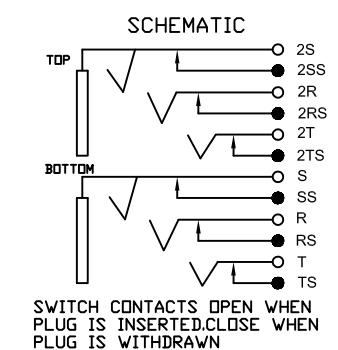 SCHEMATIC
TOP
2S
2SS
2R
2RS
2T
2TS
BOTTOM
S
SS
R
RS
T
TS
SWITCH CONTACTS OPEN WHEN
PLUG IS INSERTED,CLOSE WHEN
PLUG IS WITHDRAWN